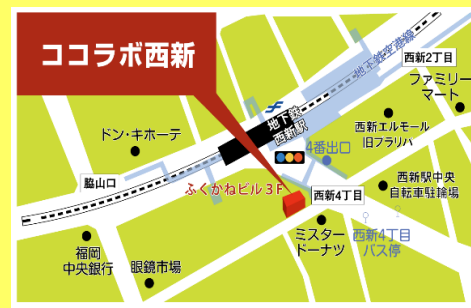 ココラボ西新
地下鉄空港線
西新2丁目
ファミリー
マート
地下鉄
西新駅
ドン・キホーテ
4番出口
西新エルモール
旧フラリハ
脇山口
ふくかねビル3F
西新4丁目
西新駅中央
自転車駐輪場
ミスター
ドーナツ
西新4丁目
バス停
福岡
中央銀行
眼鏡市場